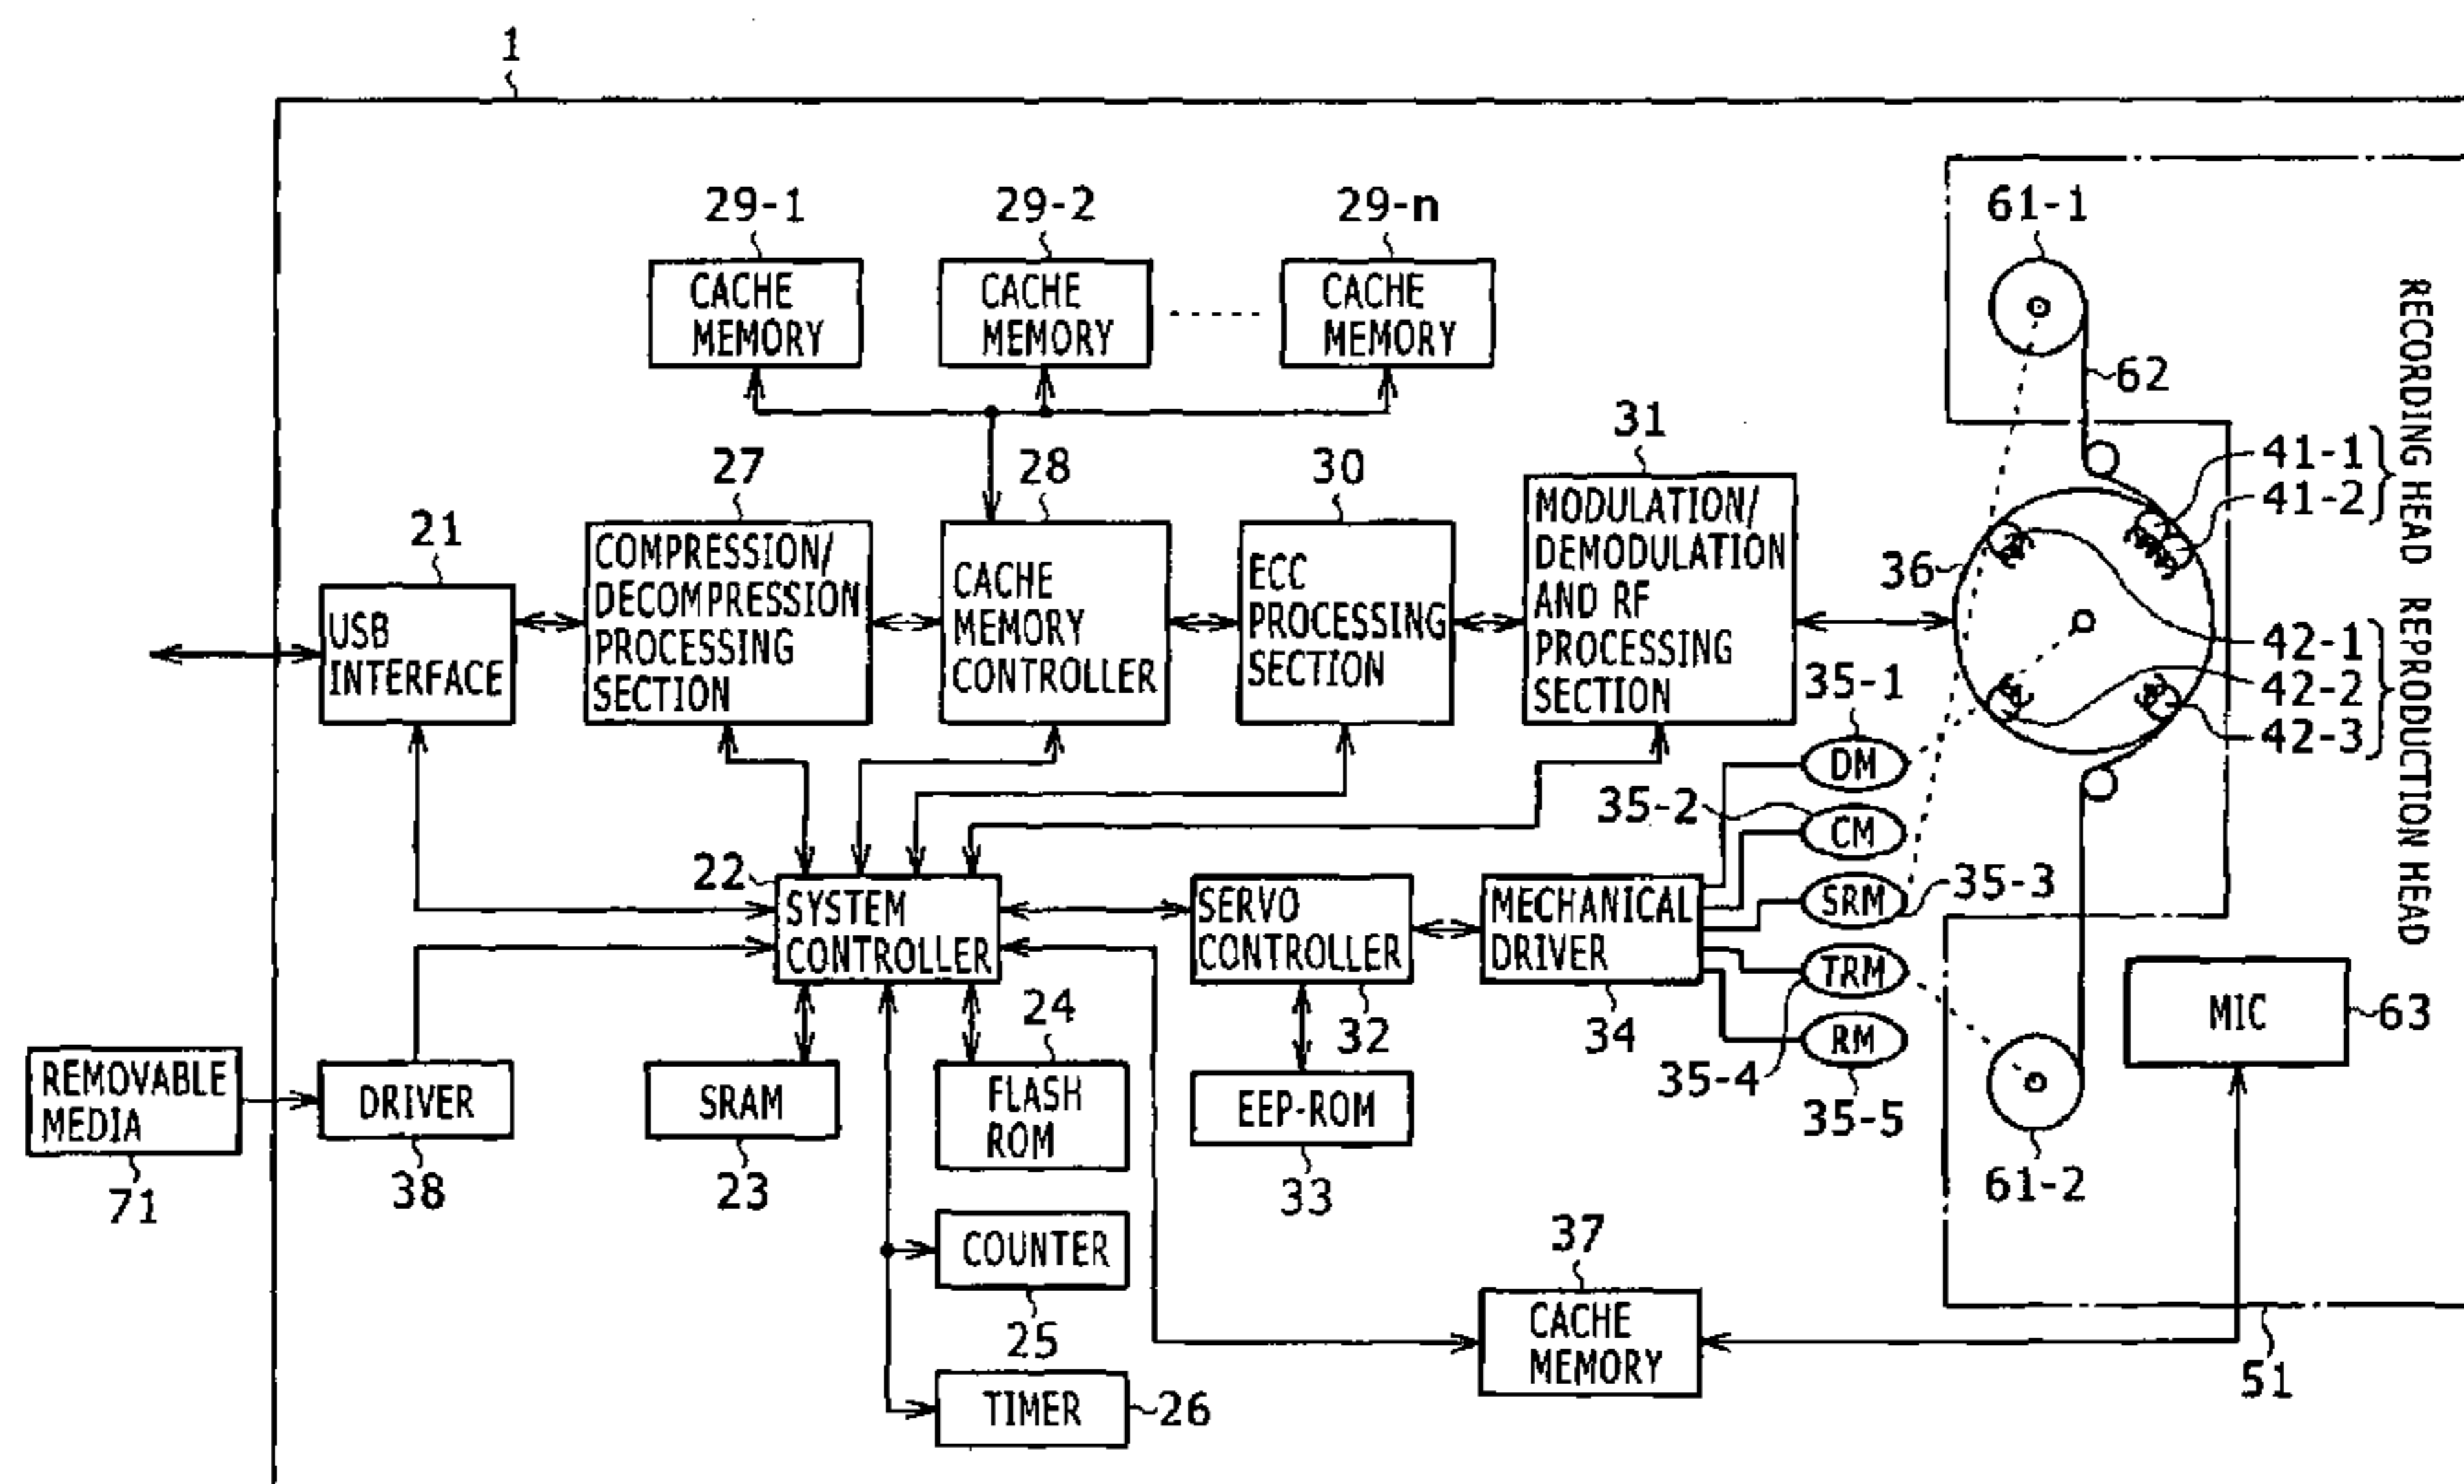 1
29-1
29-2
29-n
61-1
CACHE
MEMORY
CACHE
MEMORY
CACHE
MEMORY
62
RECORDING HEAD
REPRODUCTION HEAD
21
27
28
30
31
USB
INTERFACE
COMPRESSION/
DECOMPRESSION
PROCESSING
SECTION
CACHE
MEMORY
CONTROLLER
ECC
PROCESSING
SECTION
MODULATION/
DEMODULATION
AND RF
PROCESSING
SECTION
36
41-1
41-2
42-1
42-2
42-3
35-1
DM
35-2
CM
35-3
SRM
TRM
35-4
RM
35-5
22
SYSTEM
CONTROLLER
SERVO
CONTROLLER
32
MECHANICAL
DRIVER
34
MIC
63
REMOVABLE
MEDIA
71
DRIVER
38
SRAM
23
24
FLASH
ROM
EEP-ROM
33
61-2
COUNTER
25
TIMER
26
37
CACHE
MEMORY
51